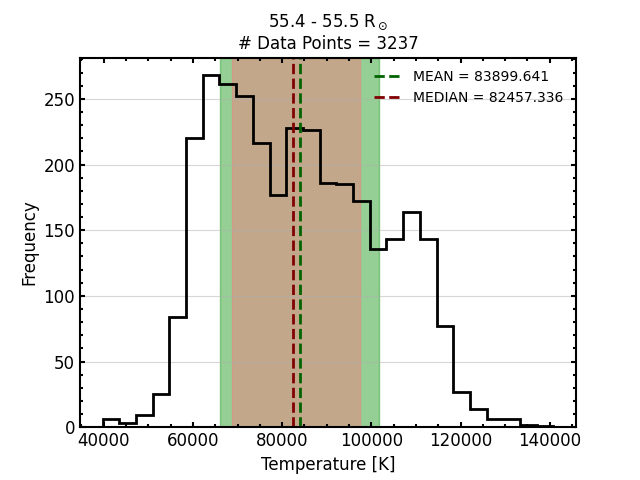 55.4 - 55.5 R☉
# Data Points = 3237
MEAN = 83899.641
MEDIAN = 82457.336
Frequency
250
200
150
100
50
0
40000 60000 80000 100000 120000 140000
Temperature [K]